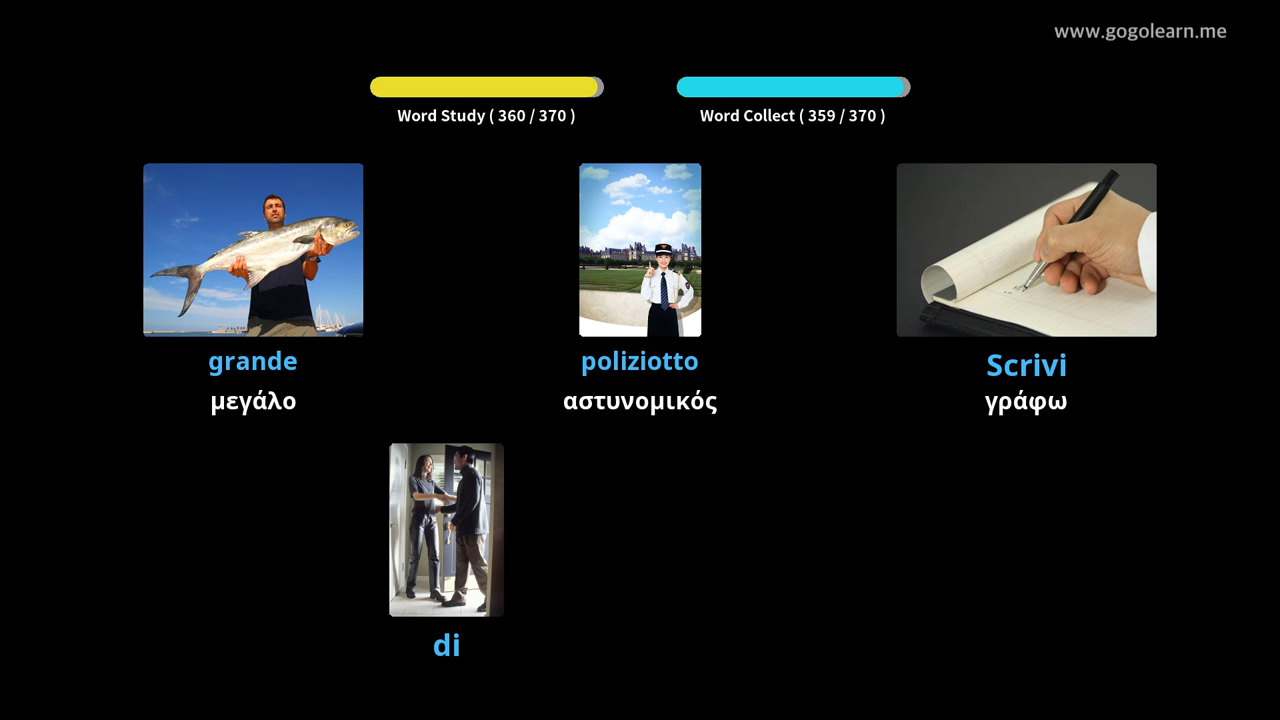 www.gogolearn.me
Word Study ( 360 / 370 )
Word Collect ( 359 / 370 )
grande
poliziotto
Scrivi
μεγάλο
αστυνομικός
γράφω
di